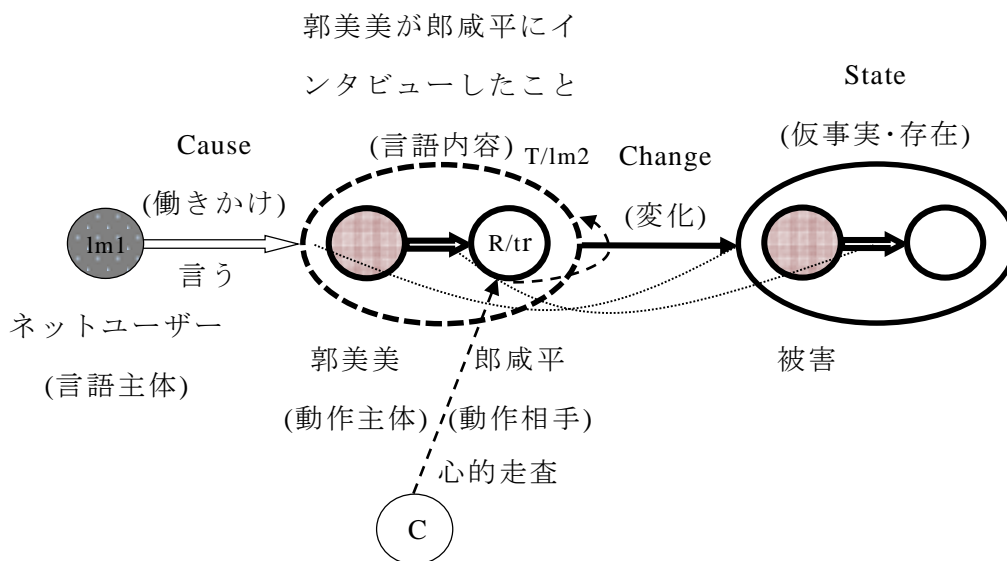 郭美美が郎咸平にイ
ンタビューしたこと
(言語内容)
State
(仮事実・存在)
Cause
(働きかけ)
T/lm2
Change
(変化)
lm1
R/tr
言う
ネットユーザー
(言語主体)
郭美美
郎咸平
被害
(動作主体)
(動作相手)
心的走査
C